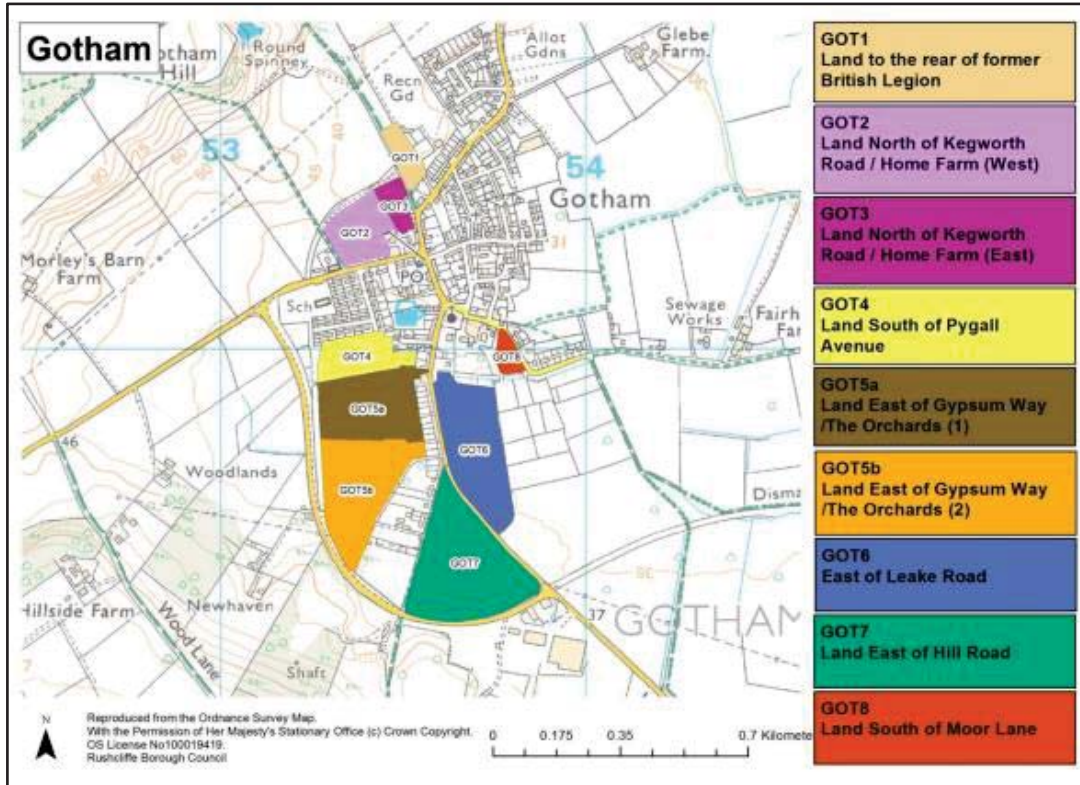 Gotham
otham
Hill
Round
Spinney
Allot
Gdns
Glebe
Farm
Recn
Gd
53
GOT1
54
Gotham
GOT3
GOT2
31
Morley's Barn
Farm
PO
Sch
Sewage
Works
Fairh
Far
GOT4
GOT8
GOT5a
46
Woodlands
GOT6
GOT5b
Disma
GOT7
Hillside Farm
Newhaven
Wood Lane
37
GOTHAM
Shaft
GOT1
Land to the rear of former
British Legion
GOT2
Land North of Kegworth
Road / Home Farm (West)
GOT3
Land North of Kegworth
Road / Home Farm (East)
GOT4
Land South of Pygall
Avenue
GOT5a
Land East of Gypsum Way
/The Orchards (1)
GOT5b
Land East of Gypsum Way
/The Orchards (2)
GOT6
East of Leake Road
GOT7
Land East of Hill Road
GOT8
Land South of Moor Lane
N
Reproduced from the Ordnance Survey Map.
With the Permission of Her Majesty's Stationary Office (c) Crown Copyright.
OS License No100019419.
Rushcliffe Borough Council
0 0.175 0.35 0.7 Kilomete